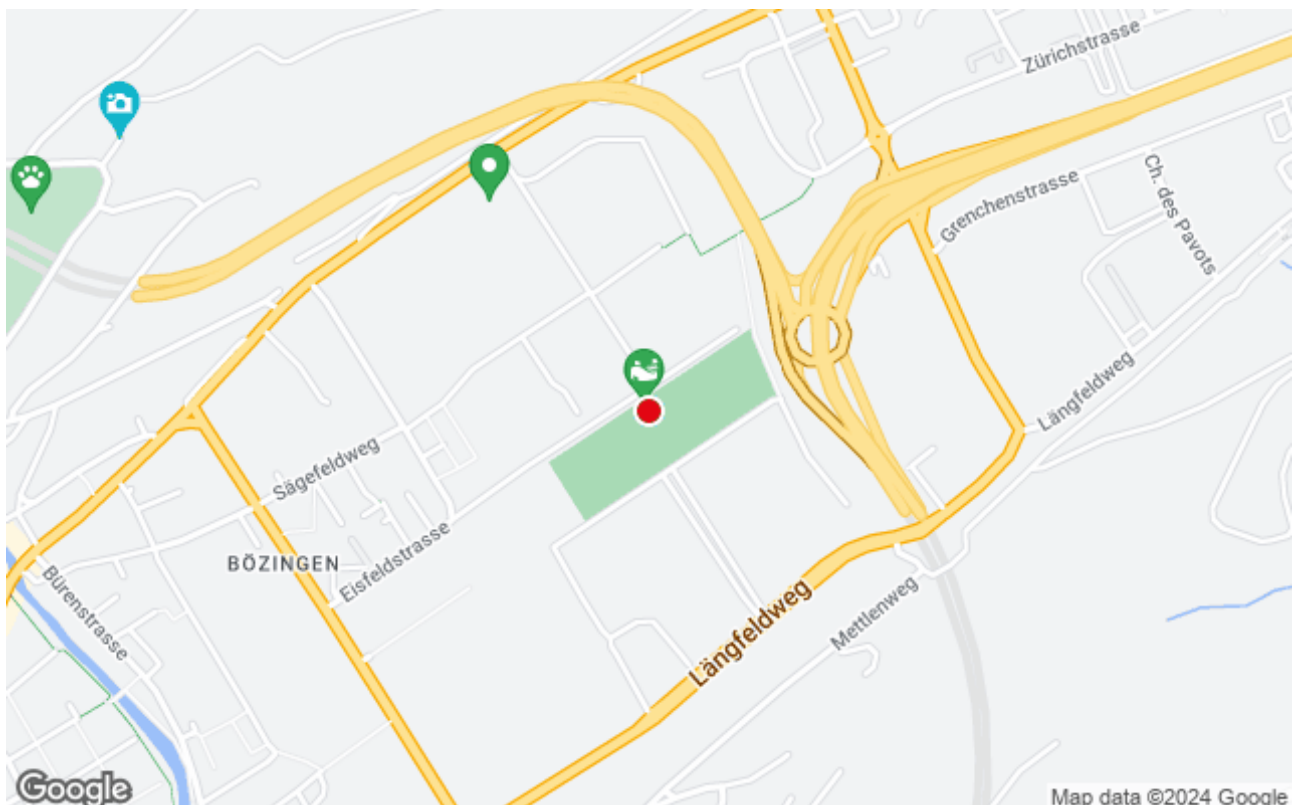 Zürichstrasse
Grenchenstrasse
Ch. des Pavots
Längfeldweg
Sägefeldweg
BÖZINGEN
Eisfeldstrasse
Bürenstrasse
Längfeldweg
Mettlenweg
Google
Map data ©2024 Google